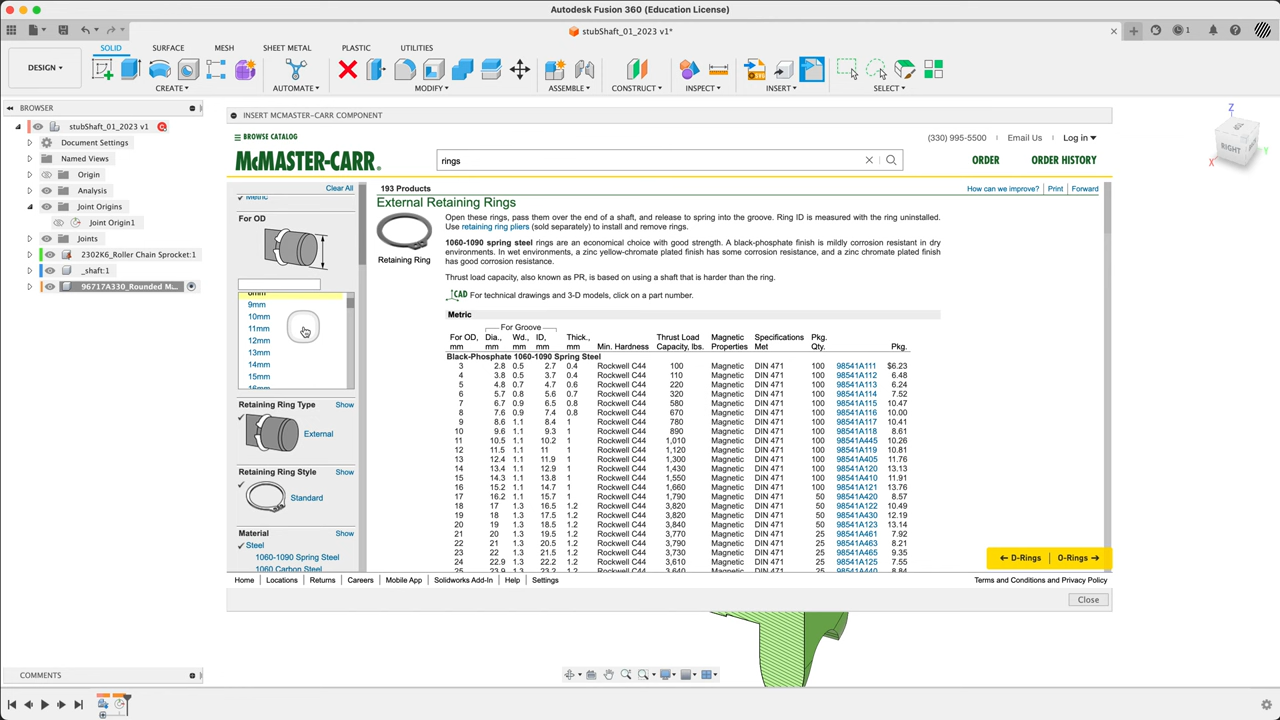 Autodesk Fusion 360 (Education License)
stubShaft_01_2023 v1*
1
DESIGN
SOLID SURFACE MESH SHEET METAL PLASTIC UTILITIES
CREATE AUTOMATE MODIFY ASSEMBLE CONSTRUCT INSPECT INSERT SELECT
BROWSER
stubShaft_01_2023 v1
Document Settings
Named Views
Origin
Analysis
Joint Origins
Joint Origin1
Joints
2302K6_Roller Chain Sprocket:1
_shaft:1
96717A330_Rounded M...
Z
RIGHT
X
Y
INSERT MCMASTER-CARR COMPONENT
BROWSE CATALOG
McMASTER-CARR
rings
(330) 995-5500 Email Us Log in
ORDER ORDER HISTORY
Clear All
Metric
For OD
8mm
9mm
10mm
11mm
12mm
13mm
14mm
15mm
16mm
Retaining Ring Type Show
External
Retaining Ring Style Show
Standard
Material Show
Steel
1060-1090 Spring Steel
1060 Carbon Steel
193 Products
How can we improve? Print Forward
External Retaining Rings
Retaining Ring
Open these rings, pass them over the end of a shaft, and release to spring into the groove. Ring ID is measured with the ring uninstalled.
Use retaining ring pliers (sold separately) to install and remove rings.
1060-1090 spring steel rings are an economical choice with good strength. A black-phosphate finish is mildly corrosion resistant in dry
environments. In wet environments, a zinc yellow-chromate plated finish has some corrosion resistance, and a zinc chromate plated finish
has good corrosion resistance.
Thrust load capacity, also known as PR, is based on using a shaft that is harder than the ring.
CAD For technical drawings and 3-D models, click on a part number.
Metric
For Groove
For OD, Dia., Wd., ID, Thick., Thrust Load Magnetic Specifications Pkg.
mm mm mm mm mm Min. Hardness Capacity, lbs. Properties Met Qty. Pkg.
Black-Phosphate 1060-1090 Spring Steel
3 2.8 0.5 2.7 0.4 Rockwell C44 100 Magnetic DIN 471 100 98541A111 $6.23
4 3.8 0.5 3.7 0.4 Rockwell C44 110 Magnetic DIN 471 100 98541A112 6.48
5 4.8 0.7 4.7 0.6 Rockwell C44 220 Magnetic DIN 471 100 98541A113 6.24
6 5.7 0.8 5.6 0.7 Rockwell C44 320 Magnetic DIN 471 100 98541A114 7.52
7 6.7 0.9 6.5 0.8 Rockwell C44 580 Magnetic DIN 471 100 98541A115 10.47
8 7.6 0.9 7.4 0.8 Rockwell C44 670 Magnetic DIN 471 100 98541A116 10.00
9 8.6 1.1 8.4 1 Rockwell C44 780 Magnetic DIN 471 100 98541A117 10.41
10 9.6 1.1 9.3 1 Rockwell C44 890 Magnetic DIN 471 100 98541A118 8.61
11 10.5 1.1 10.2 1 Rockwell C44 1,010 Magnetic DIN 471 100 98541A445 10.26
12 11.5 1.1 11 1 Rockwell C44 1,120 Magnetic DIN 471 100 98541A119 10.81
13 12.4 1.1 11.9 1 Rockwell C44 1,300 Magnetic DIN 471 100 98541A405 11.76
14 13.4 1.1 12.9 1 Rockwell C44 1,430 Magnetic DIN 471 100 98541A120 13.13
15 14.3 1.1 13.8 1 Rockwell C44 1,550 Magnetic DIN 471 100 98541A410 11.91
16 15.2 1.1 14.7 1 Rockwell C44 1,660 Magnetic DIN 471 100 98541A121 13.76
17 16.2 1.1 15.7 1 Rockwell C44 1,790 Magnetic DIN 471 50 98541A420 8.57
18 17 1.3 16.5 1.2 Rockwell C44 3,820 Magnetic DIN 471 50 98541A122 10.49
19 18 1.3 17.5 1.2 Rockwell C44 3,820 Magnetic DIN 471 50 98541A430 12.19
20 19 1.3 18.5 1.2 Rockwell C44 3,840 Magnetic DIN 471 50 98541A123 13.14
21 20 1.3 19.5 1.2 Rockwell C44 3,770 Magnetic DIN 471 25 98541A461 7.92
22 21 1.3 20.5 1.2 Rockwell C44 3,790 Magnetic DIN 471 25 98541A463 8.21
23 22 1.3 21.5 1.2 Rockwell C44 3,730 Magnetic DIN 471 25 98541A465 9.35
24 22.9 1.3 22.2 1.2 Rockwell C44 3,610 Magnetic DIN 471 25 98541A125 7.55
25 23.9 1.3 23.2 1.2 Rockwell C44 3,640 Magnetic DIN 471 25 98541A440 8.84
D-Rings O-Rings
Home Locations Returns Careers Mobile App Solidworks Add-In Help Settings
Terms and Conditions and Privacy Policy
Close
COMMENTS